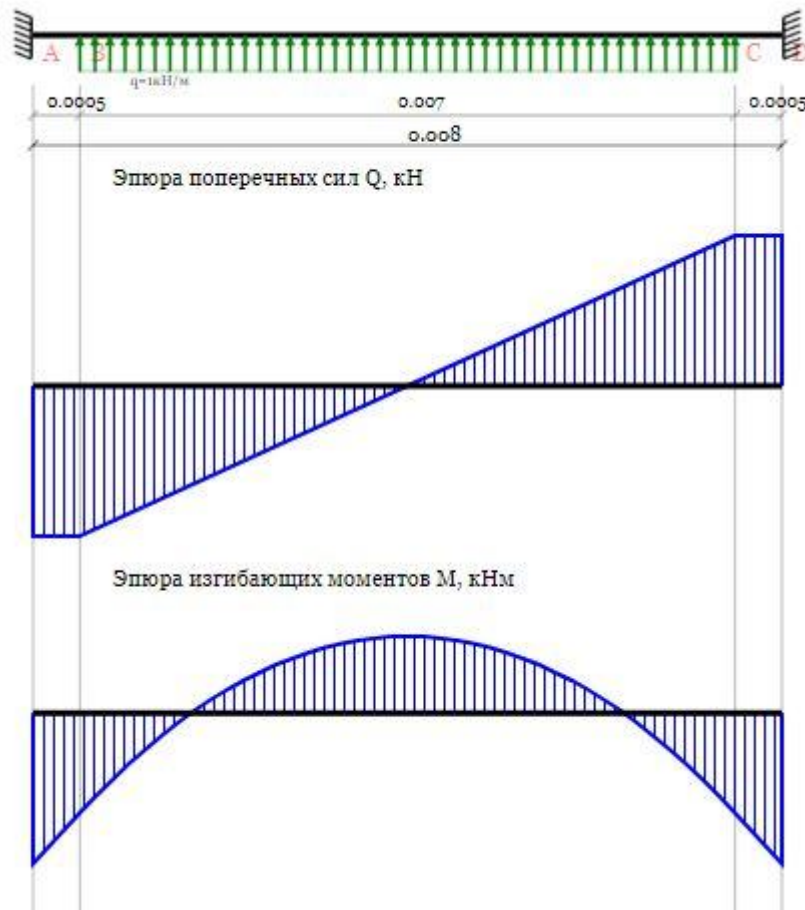 A B C
q=1кН/м
0.0005 0.007 0.0005
0.008
Эпюра поперечных сил Q, кН
Эпюра изгибающих моментов M, кНм